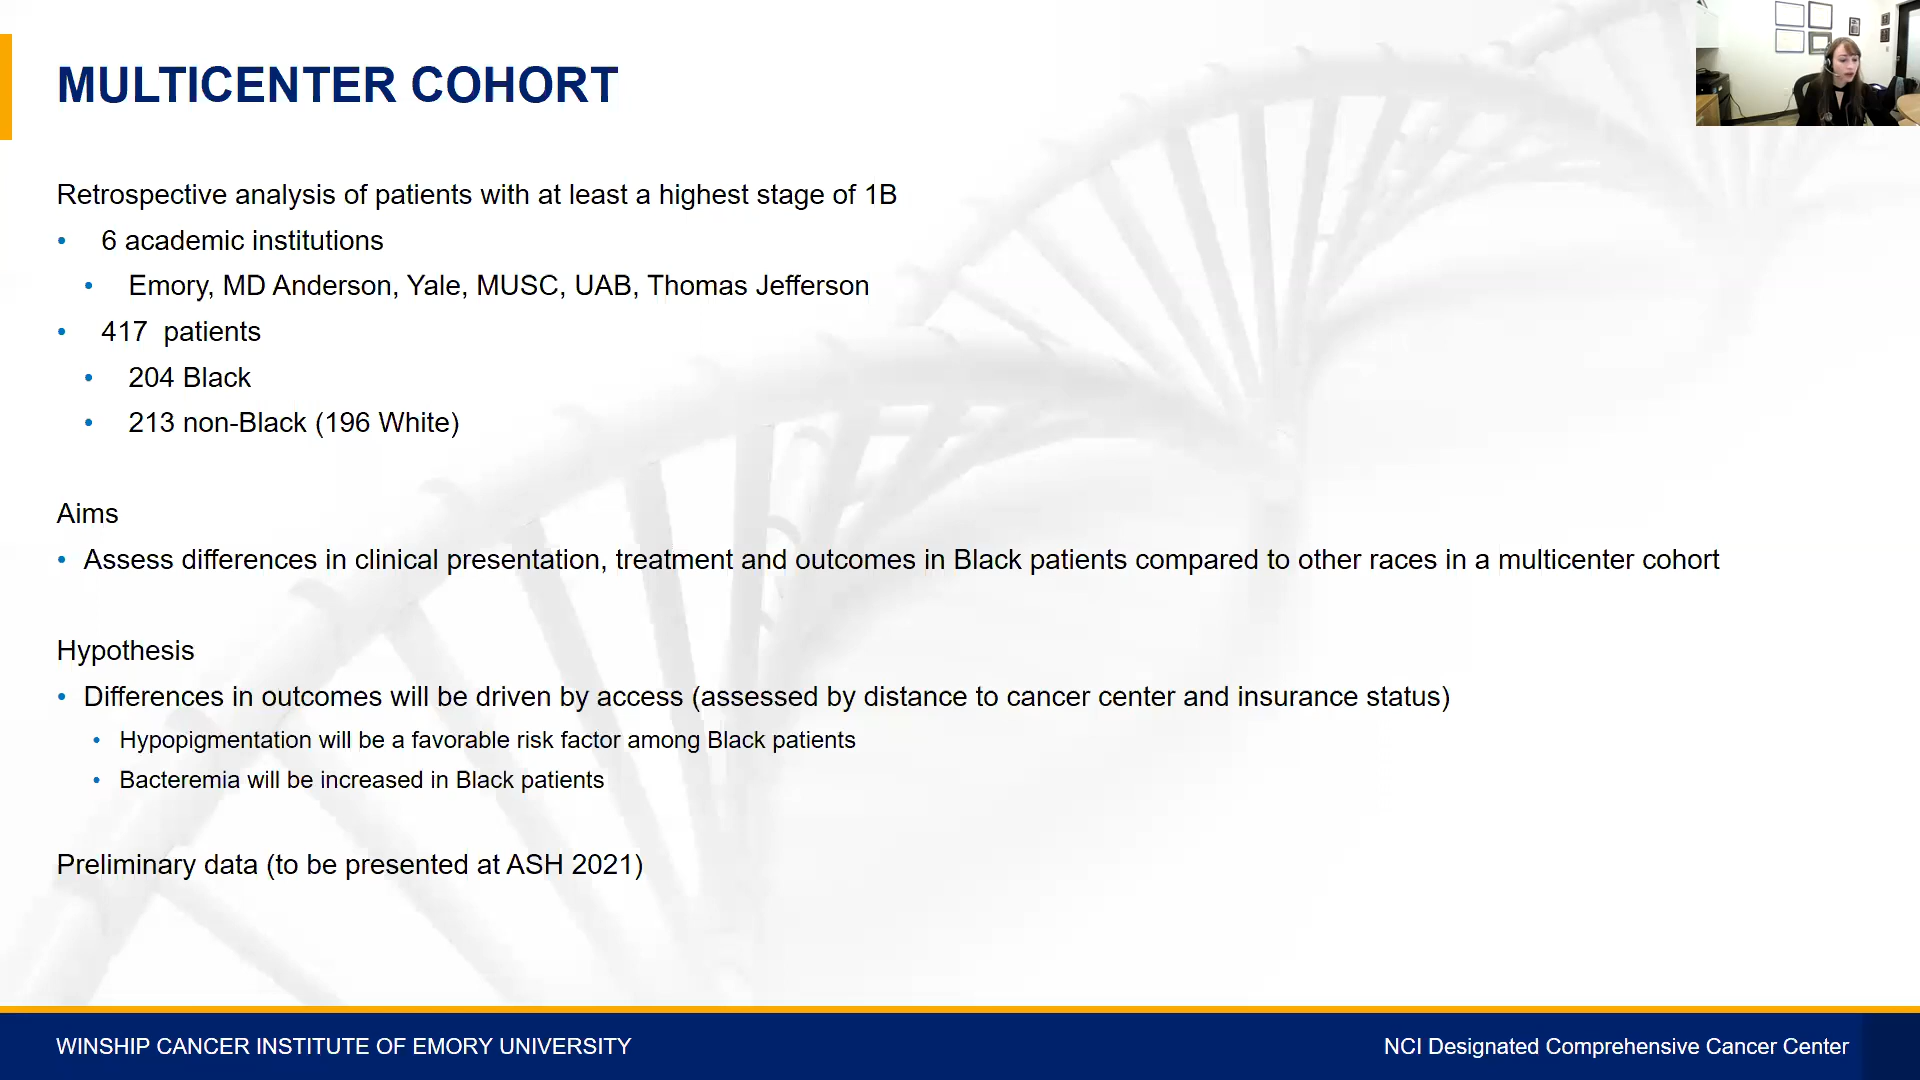 MULTICENTER COHORT
Retrospective analysis of patients with at least a highest stage of 1B
• 6 academic institutions
• Emory, MD Anderson, Yale, MUSC, UAB, Thomas Jefferson
• 417 patients
• 204 Black
• 213 non-Black (196 White)
Aims
• Assess differences in clinical presentation, treatment and outcomes in Black patients compared to other races in a multicenter cohort
Hypothesis
• Differences in outcomes will be driven by access (assessed by distance to cancer center and insurance status)
• Hypopigmentation will be a favorable risk factor among Black patients
• Bacteremia will be increased in Black patients
Preliminary data (to be presented at ASH 2021)
WINSHIP CANCER INSTITUTE OF EMORY UNIVERSITY
NCI Designated Comprehensive Cancer Center